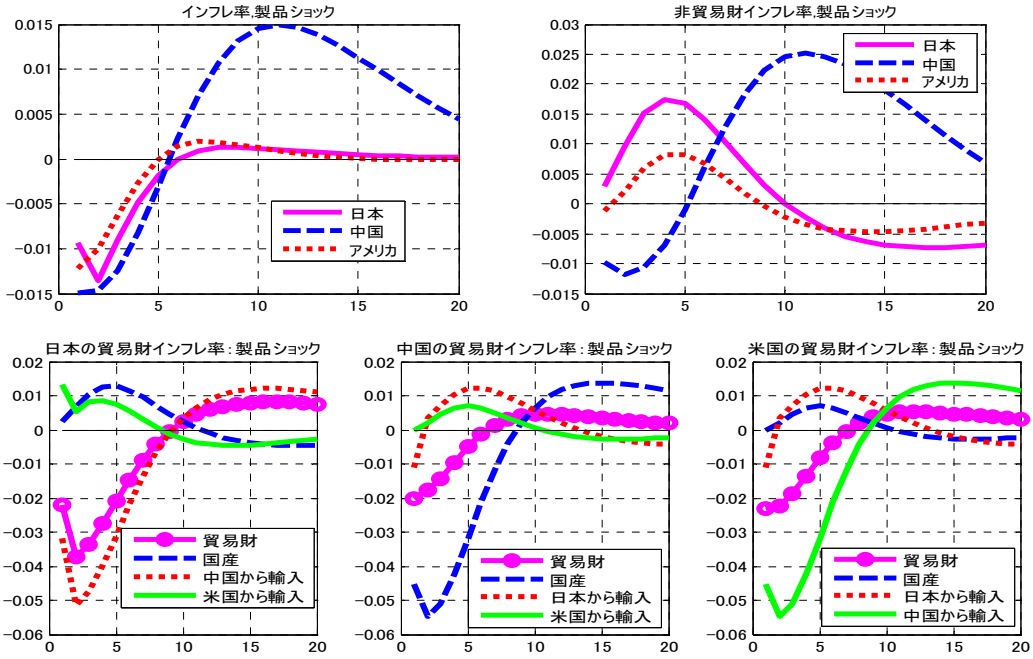 インフレ率,製品ショック
0.015
0.01
0.005
0
−0.005
−0.01
−0.015
0 5 10 15 20
日本
中国
アメリカ
非貿易財インフレ率,製品ショック
0.03
0.025
0.02
0.015
0.01
0.005
0
−0.005
−0.01
−0.015
0 5 10 15 20
日本
中国
アメリカ
日本の貿易財インフレ率：製品ショック
0.02
0.01
0
−0.01
−0.02
−0.03
−0.04
−0.05
−0.06
0 5 10 15 20
貿易財
国産
中国から輸入
米国から輸入
中国の貿易財インフレ率：製品ショック
0.02
0.01
0
−0.01
−0.02
−0.03
−0.04
−0.05
−0.06
0 5 10 15 20
貿易財
国産
日本から輸入
米国から輸入
米国の貿易財インフレ率：製品ショック
0.02
0.01
0
−0.01
−0.02
−0.03
−0.04
−0.05
−0.06
0 5 10 15 20
貿易財
国産
日本から輸入
中国から輸入